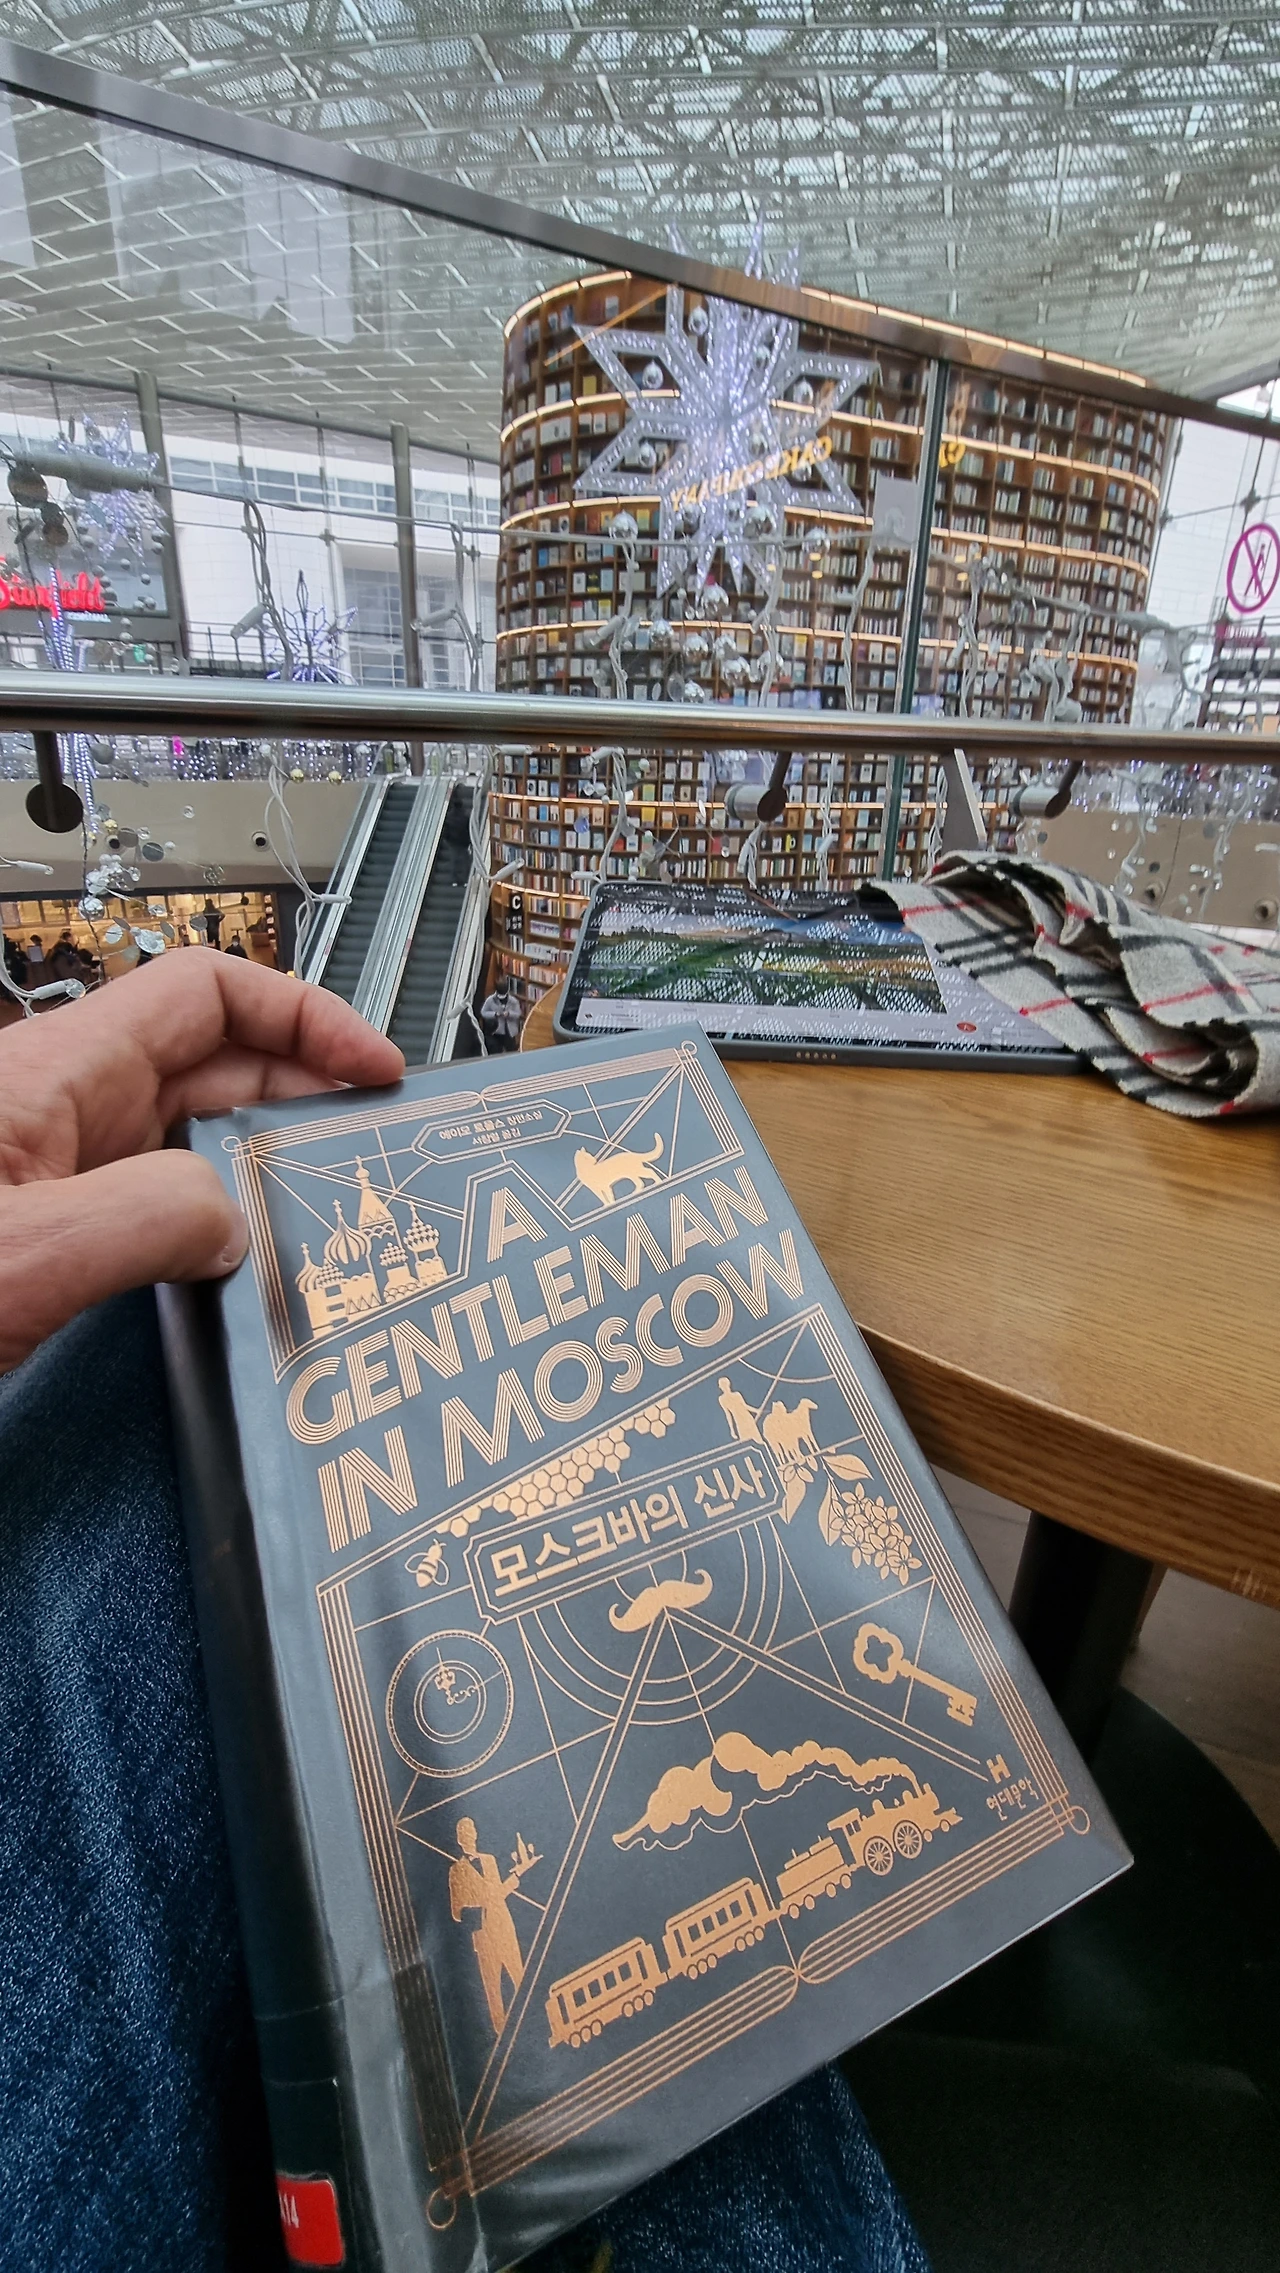 Starfield
에이모 토울스 장편소설
서창렬 옮김
A
GENTLEMAN
IN MOSCOW
모스크바의 신사
H
현대문학
C